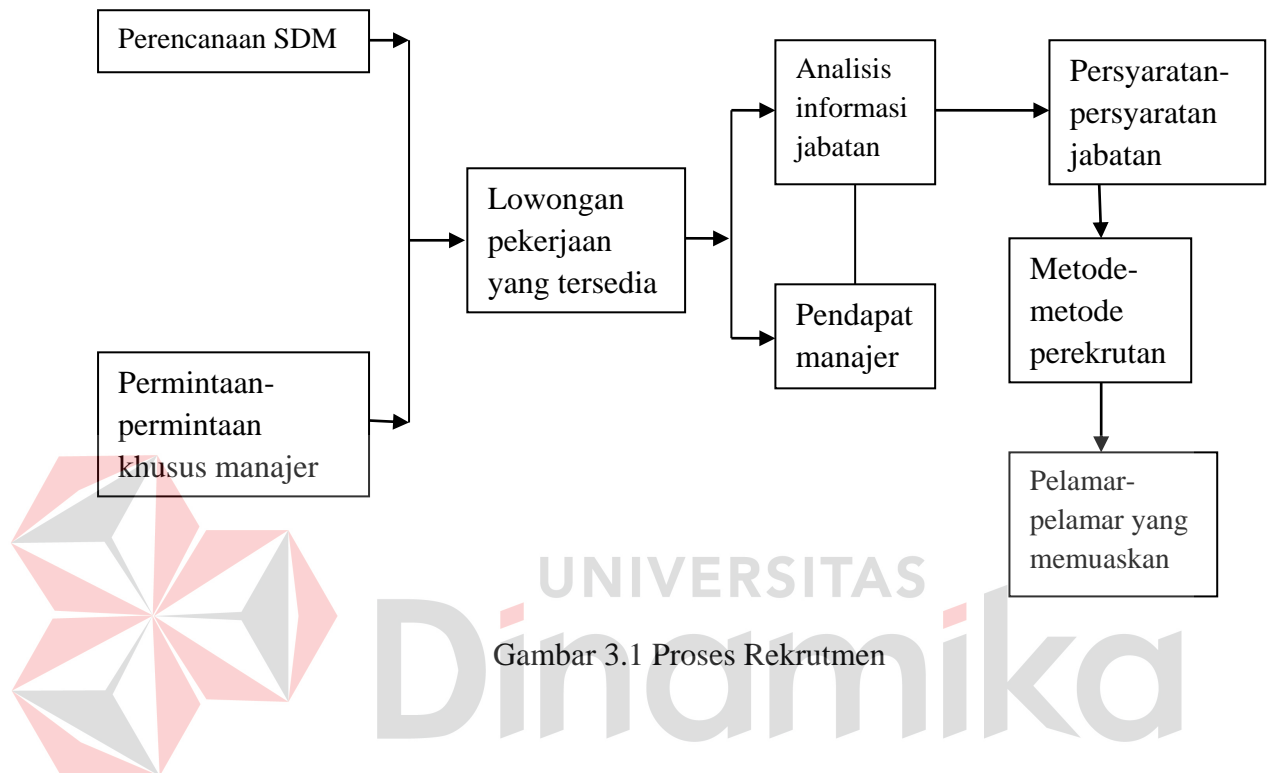 Perencanaan SDM
Permintaan-
permintaan
khusus manajer
Lowongan
pekerjaan
yang tersedia
Analisis
informasi
jabatan
Pendapat
manajer
Persyaratan-
persyaratan
jabatan
Metode-
metode
perekrutan
Pelamar-
pelamar yang
memuaskan
UNIVERSITAS
Dinamika
Gambar 3.1 Proses Rekrutmen